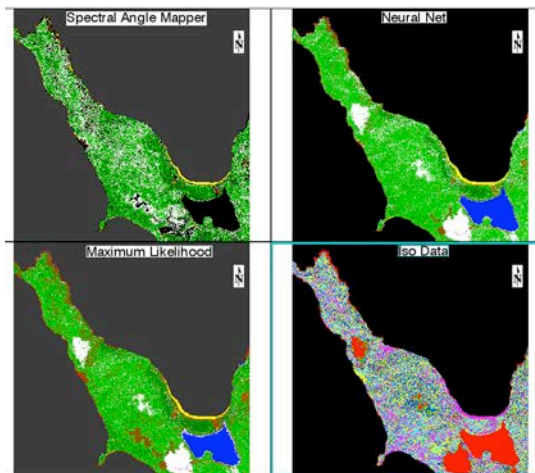 Spectral Angle Mapper
Neural Net
N
N
Maximum Likelihood
Iso Data
N
N